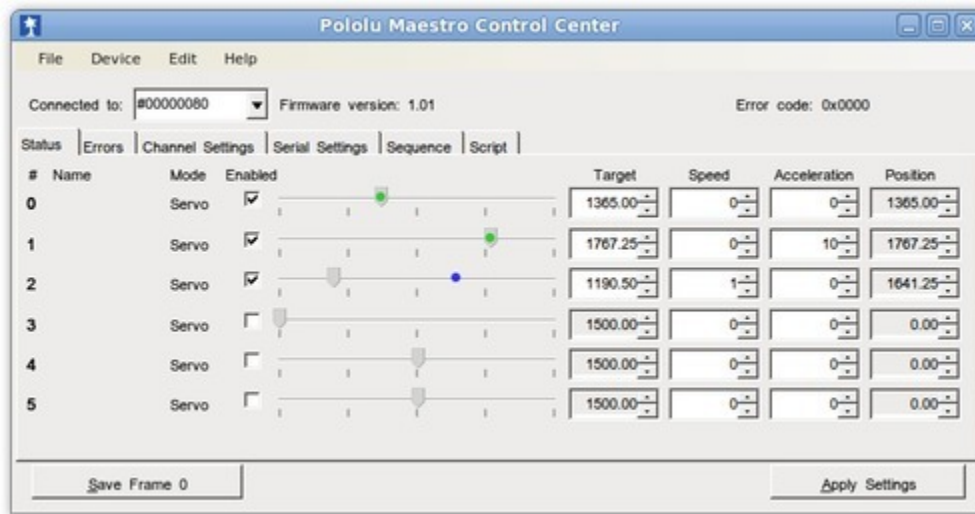 Pololu Maestro Control Center
File Device Edit Help
Connected to: #00000080 Firmware version: 1.01 Error code: 0x0000
Status Errors Channel Settings Serial Settings Sequence Script
# Name Mode Enabled Target Speed Acceleration Position
0 Servo 1365.00 0 0 1365.00
1 Servo 1767.25 0 10 1767.25
2 Servo 1190.50 1 0 1641.25
3 Servo 1500.00 0 0 0.00
4 Servo 1500.00 0 0 0.00
5 Servo 1500.00 0 0 0.00
Save Frame 0 Apply Settings